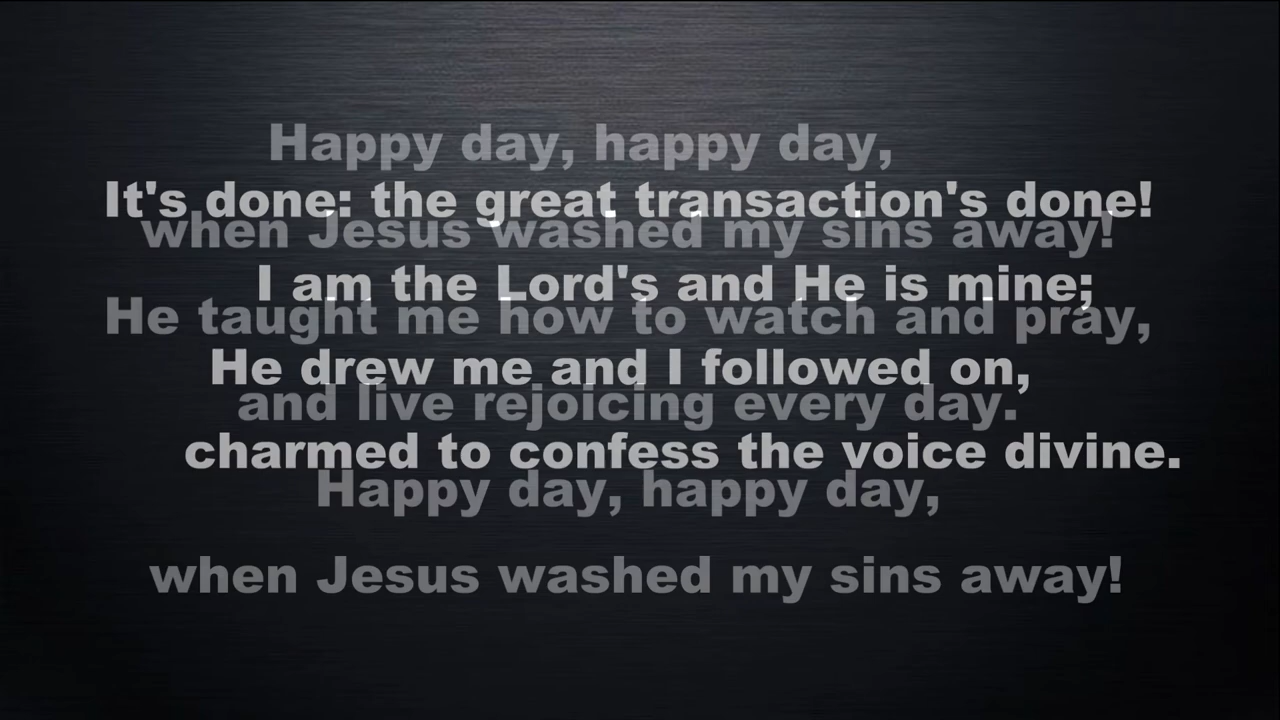 Happy day, happy day,
It's done: the great transaction's done!
when Jesus washed my sins away!
I am the Lord's and He is mine;
He taught me how to watch and pray,
He drew me and I followed on,
and live rejoicing every day.
charmed to confess the voice divine.
Happy day, happy day,
when Jesus washed my sins away!